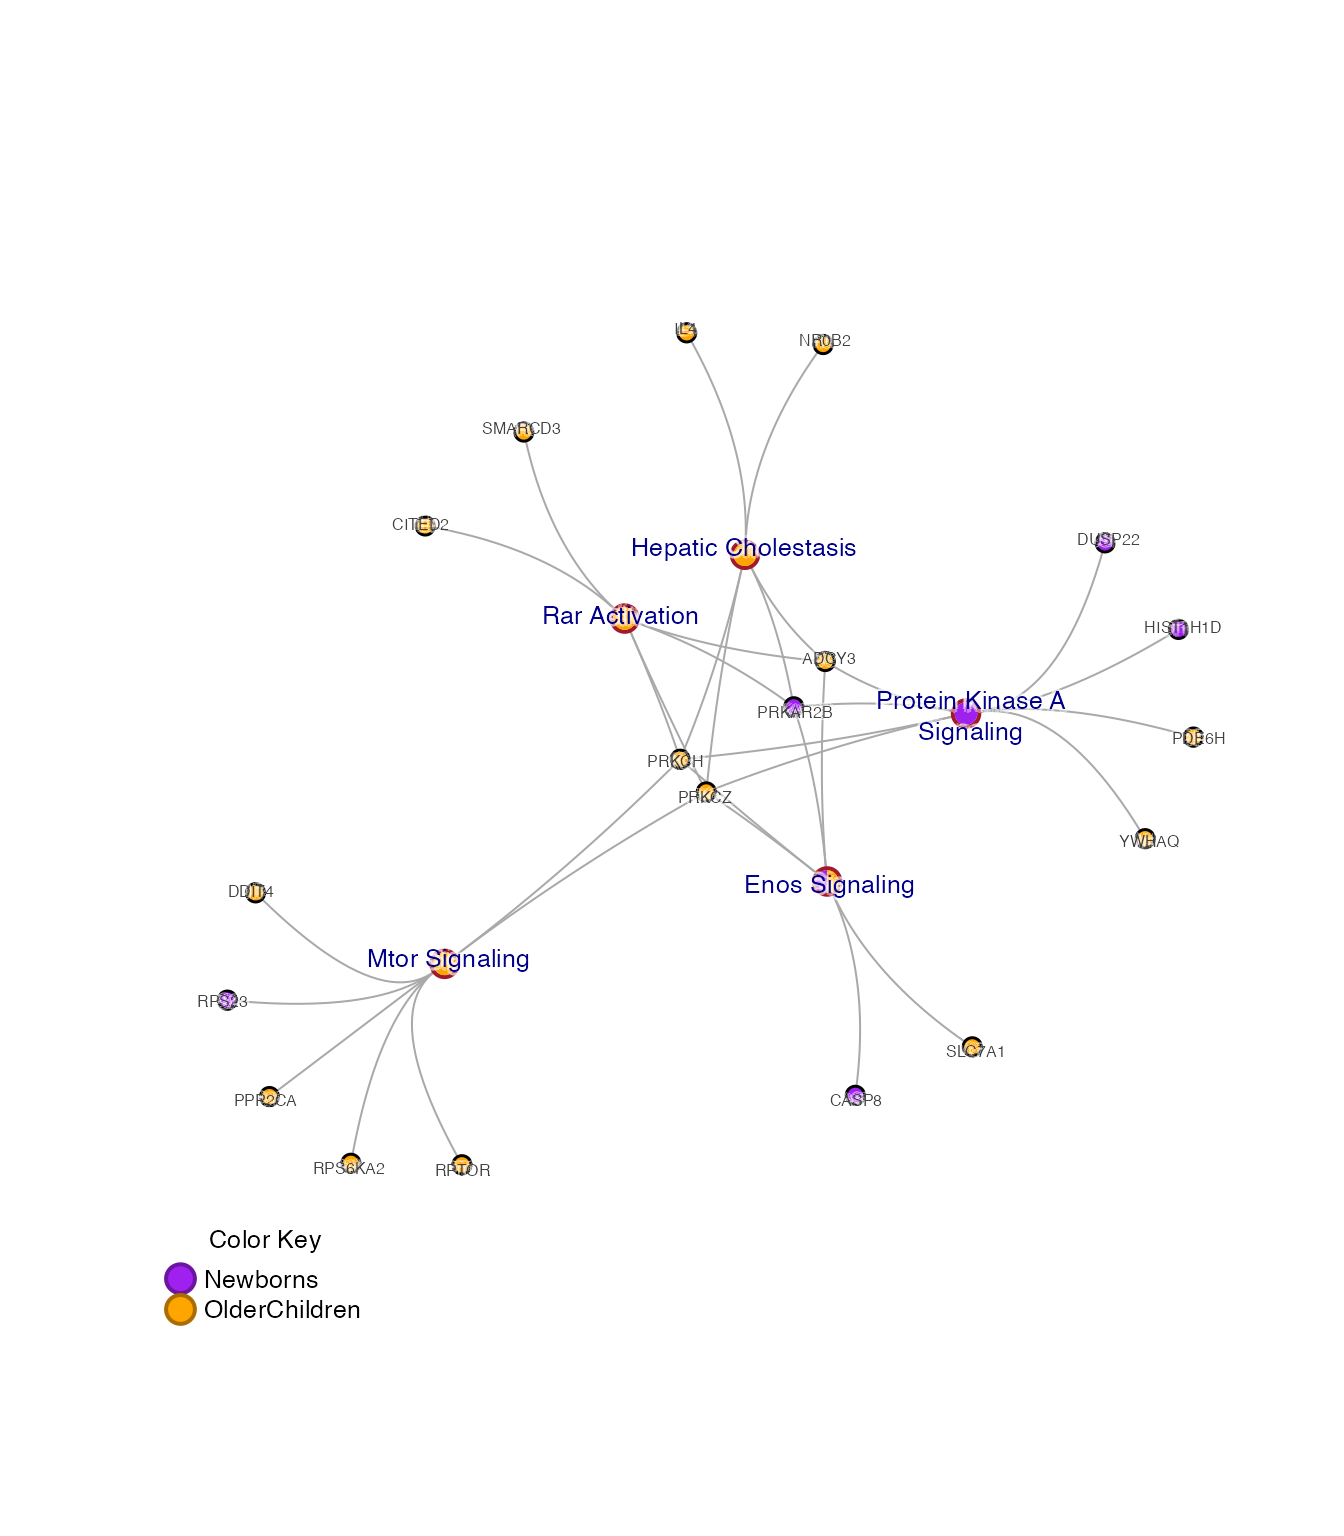 IL4
NR0B2
SMARCD3
CITED2
DUSP22
Hepatic Cholestasis
Rar Activation
HIST1H1D
ADCY3
Protein Kinase A
Signaling
PRKAR2B
PDE6H
PRKCH
PRKCZ
YWHAQ
Enos Signaling
DDIT4
Mtor Signaling
RPS23
SLC7A1
PPP2CA
CASP8
RPS6KA2
RPTOR
Color Key
Newborns
OlderChildren